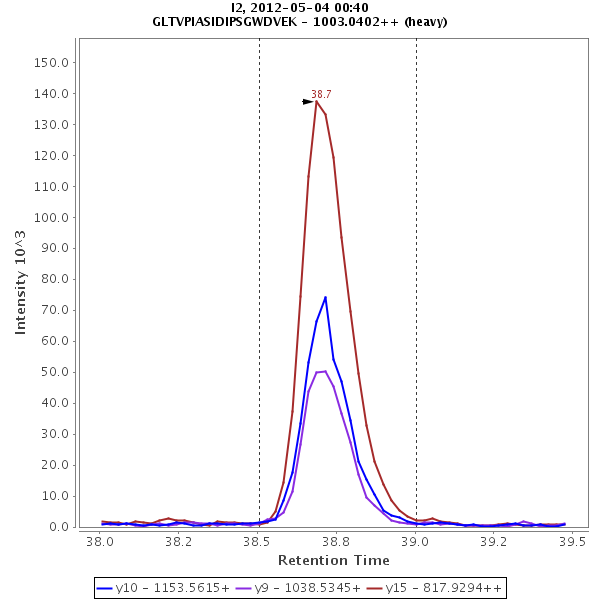 I2, 2012-05-04 00:40
GLTVPIASIDIPSGWDVEK - 1003.0402++ (heavy)
150.0
140.0
130.0
120.0
110.0
100.0
90.0
80.0
70.0
60.0
50.0
40.0
30.0
20.0
10.0
0.0
Intensity 10^3
38.7
38.0 38.2 38.5 38.8 39.0 39.2 39.5
Retention Time
y10 - 1153.5615+ y9 - 1038.5345+ y15 - 817.9294++